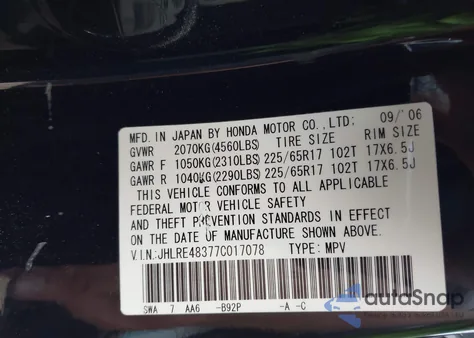 MFD. IN JAPAN BY HONDA MOTOR CO., LTD. 09/'06
GVWR 2070KG(4560LBS) TIRE SIZE RIM SIZE
GAWR F 1050KG(2310LBS) 225/65R17 102T 17X6.5J
GAWR R 1040KG(2290LBS) 225/65R17 102T 17X6.5J
THIS VEHICLE CONFORMS TO ALL APPLICABLE
FEDERAL MOTOR VEHICLE SAFETY
AND THEFT PREVENTION STANDARDS IN EFFECT
ON THE DATE OF MANUFACTURE SHOWN ABOVE.
V.I.N:JHLRE48377C017078 TYPE: MPV
SWA 7 AA6 -B92P -A -C
autoSnap